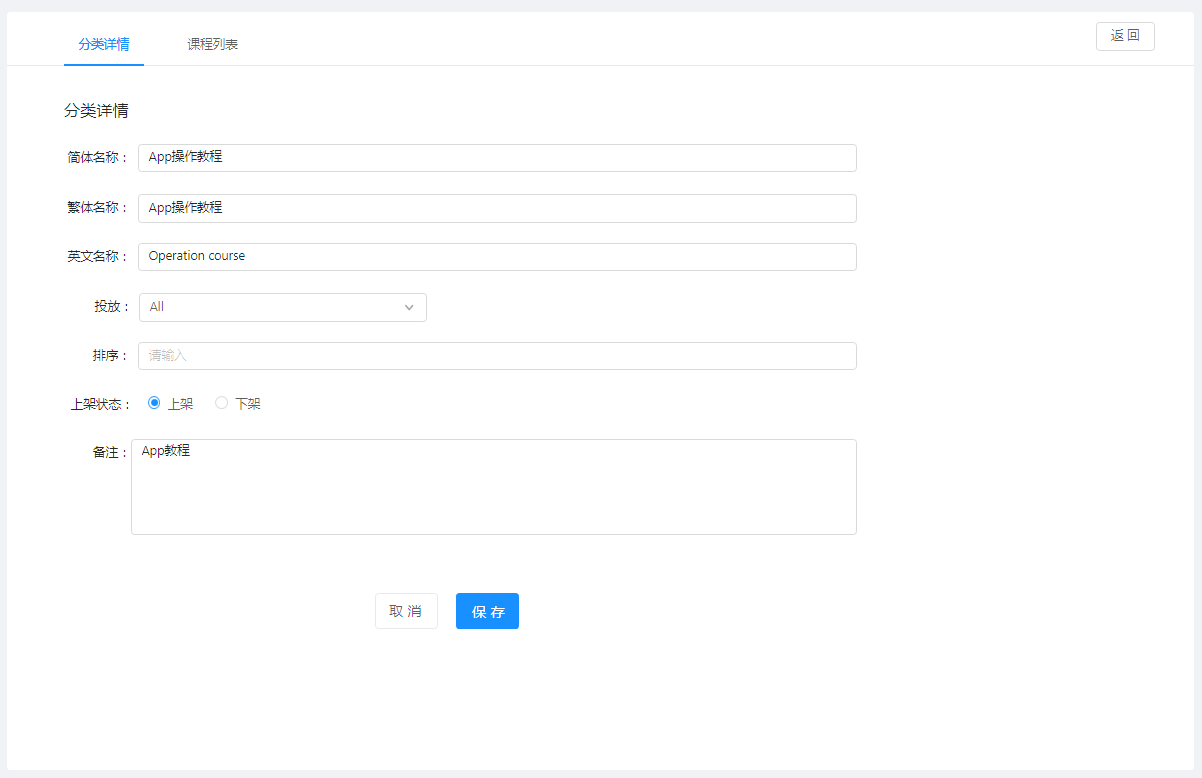 分类详情 课程列表 返 回
分类详情
简体名称： App操作教程
繁体名称： App操作教程
英文名称： Operation course
投放： All
排序： 请输入
上架状态： 上架 下架
备注： App教程
取 消 保 存